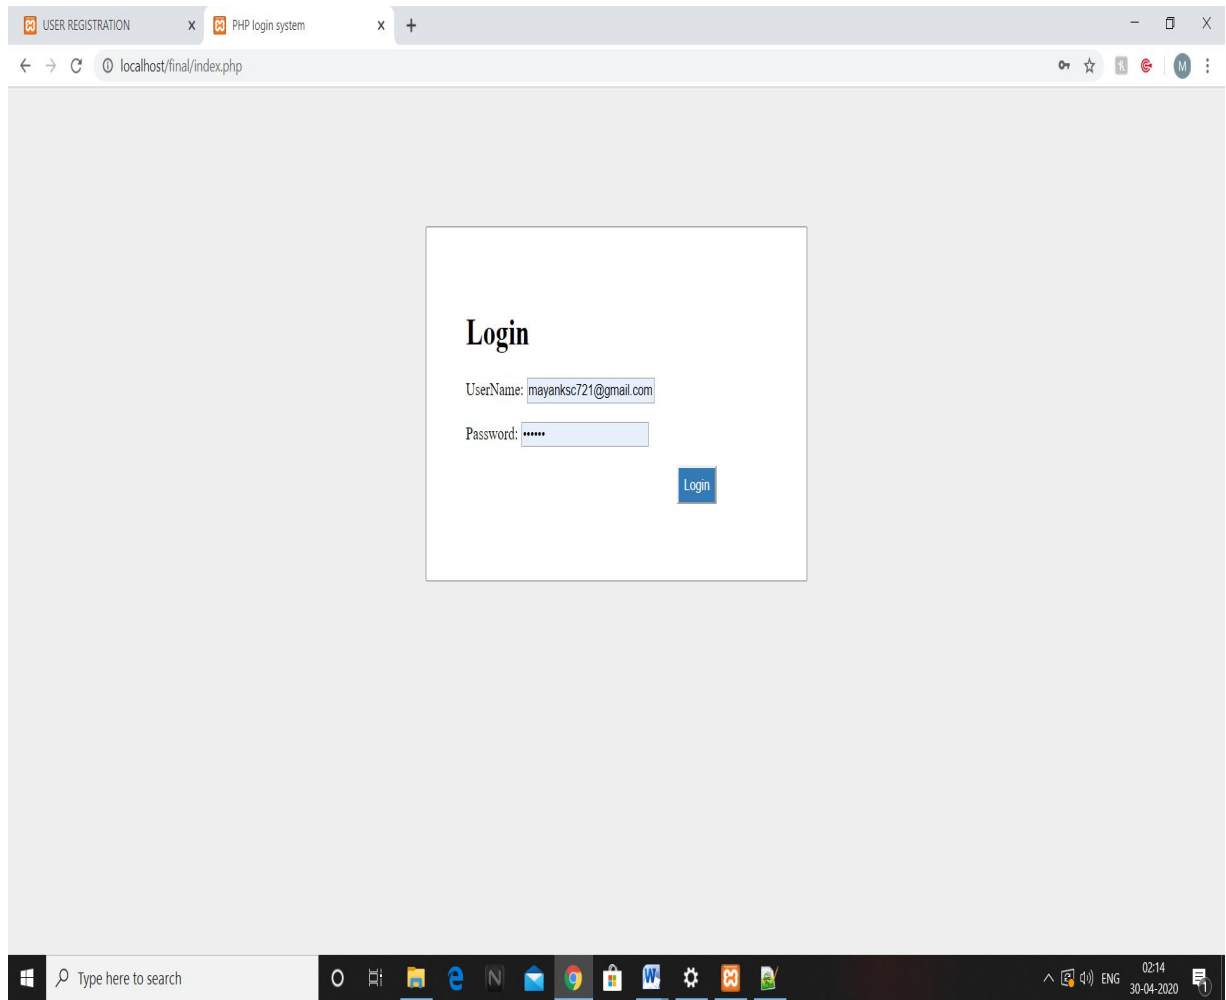 USER REGISTRATION x PHP login system x +
localhost/final/index.php M
Login
UserName: mayanksc721@gmail.com
Password: ••••••
Login
Type here to search
ENG 02:14
30-04-2020 1